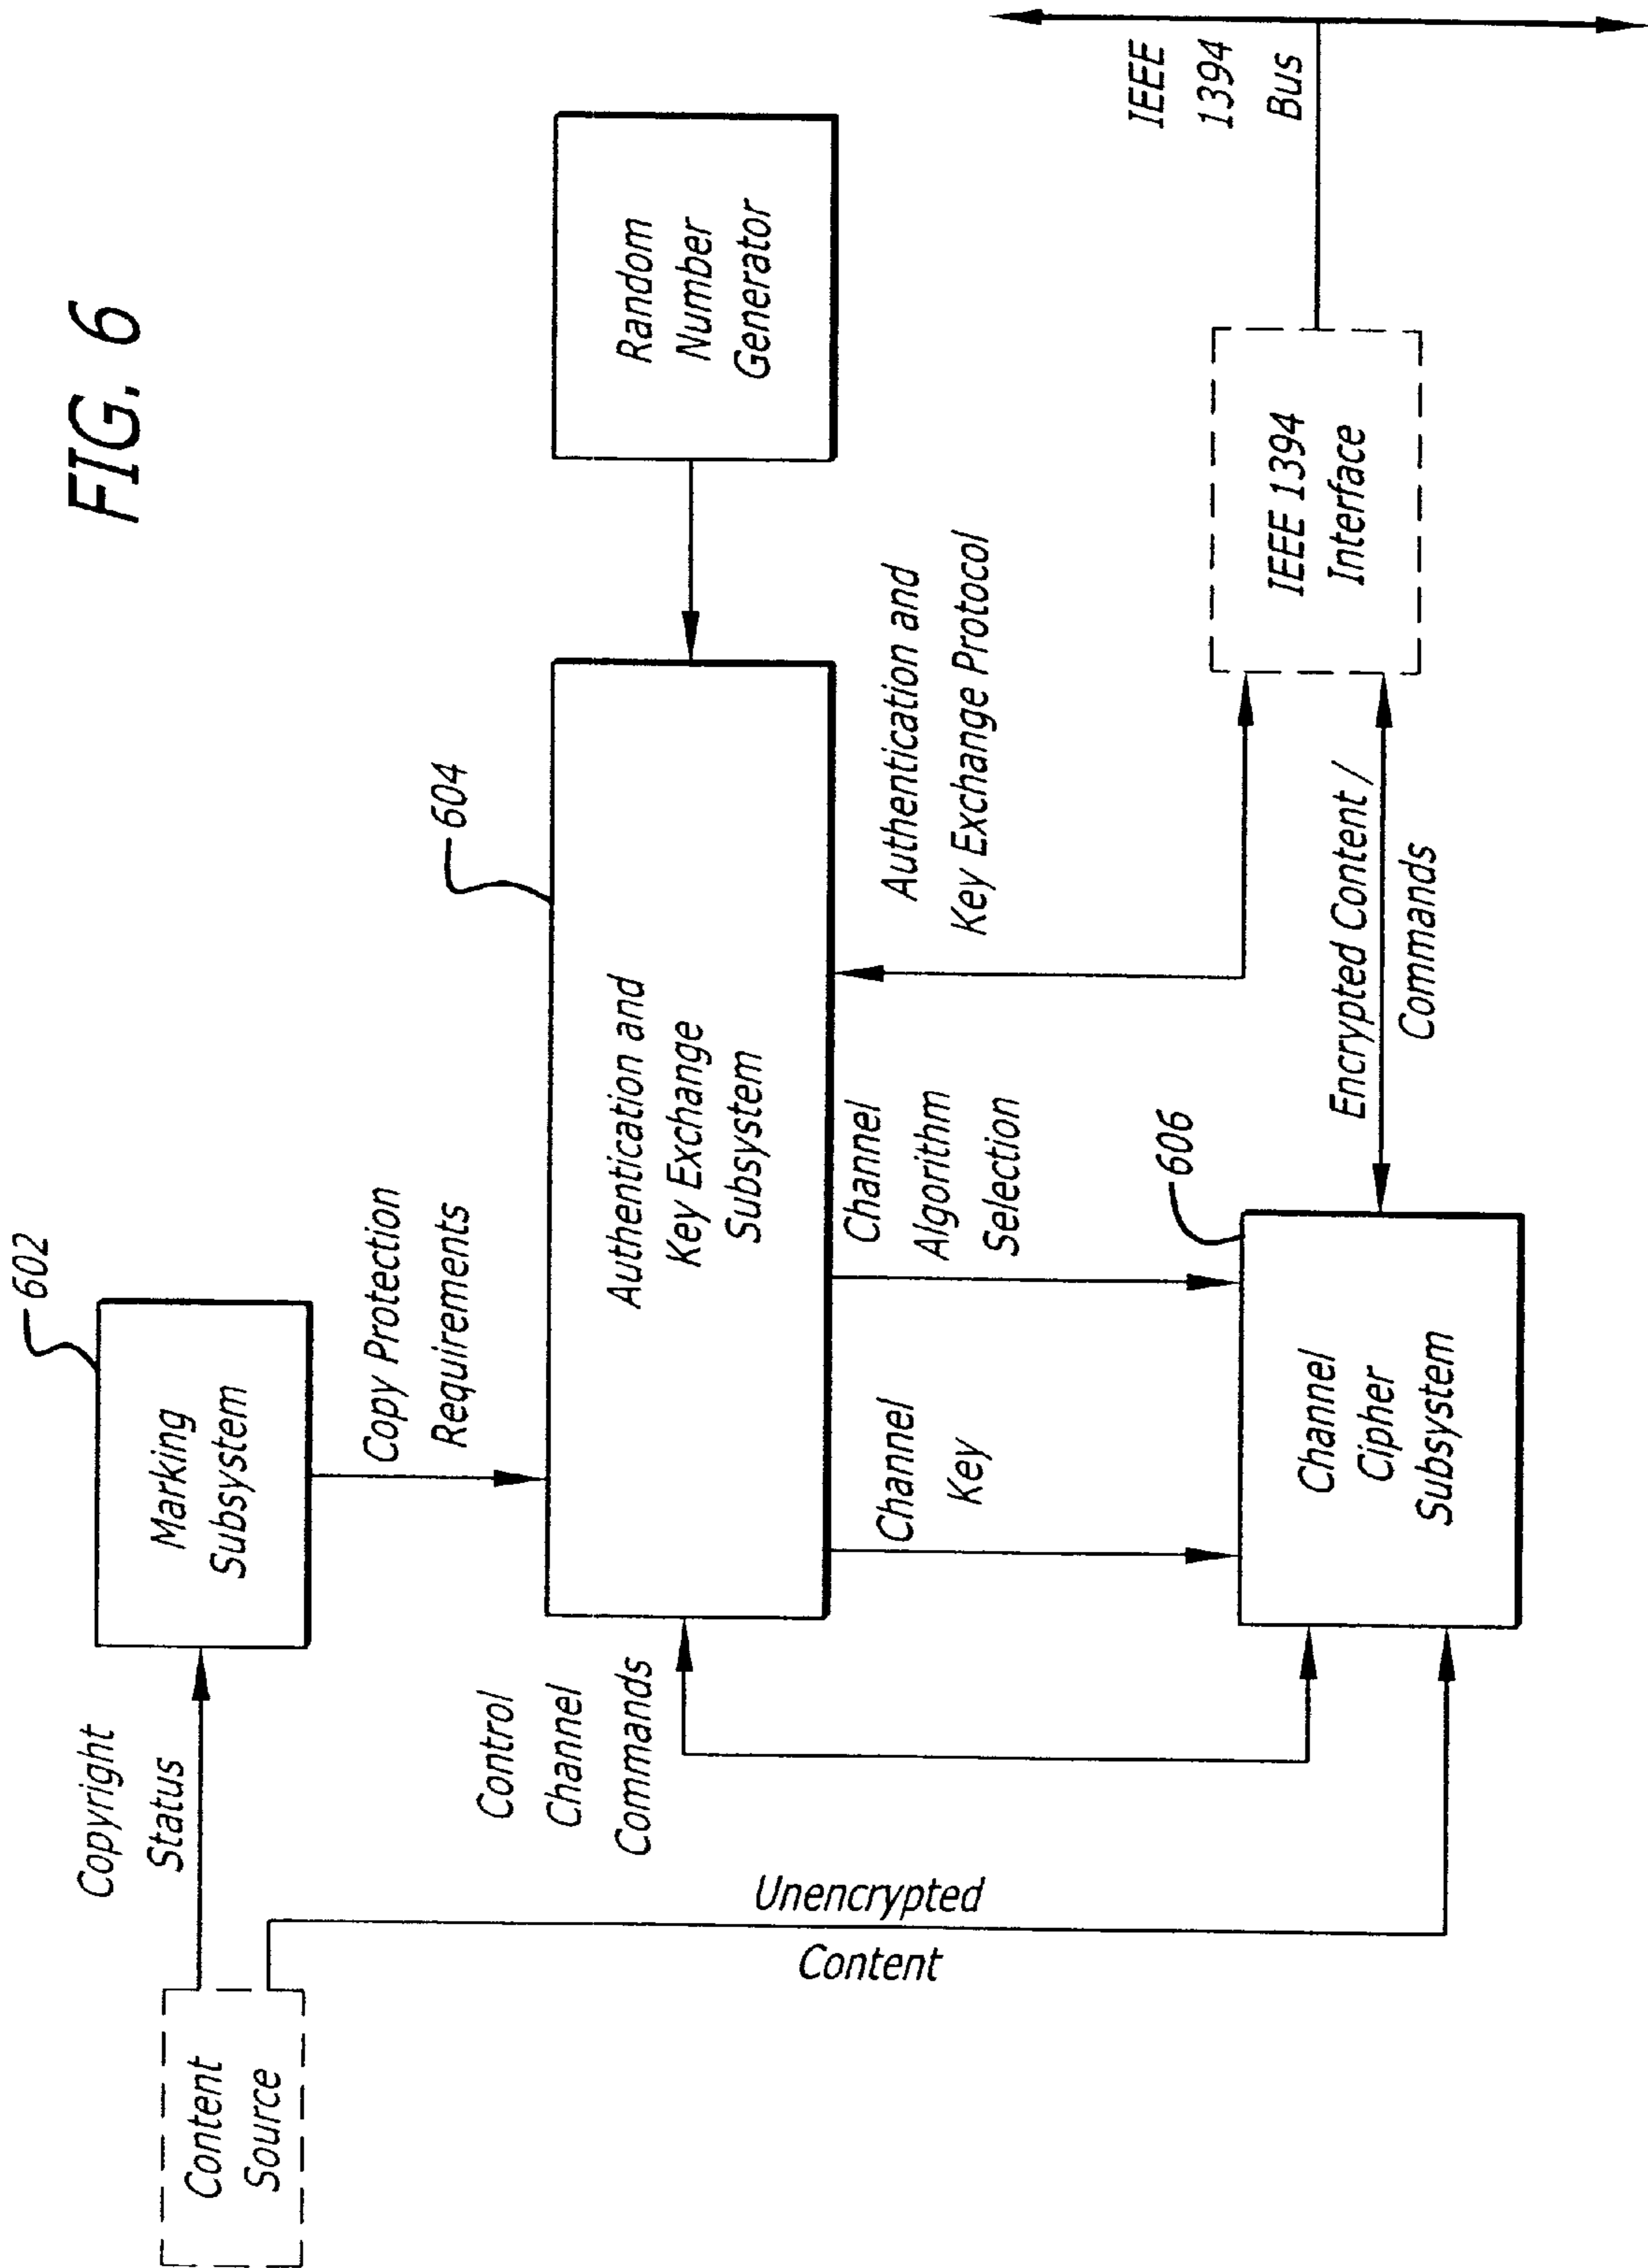 FIG. 6
Content
Source
Copyright
Status
602
Marking
Subsystem
Copy Protection
Requirements
604
Authentication and
Key Exchange
Subsystem
Random
Number
Generator
Control
Channel
Commands
Channel
Key
Channel
Algorithm
Selection
Authentication and
Key Exchange Protocol
Unencrypted
Content
606
Channel
Cipher
Subsystem
Encrypted Content /
Commands
IEEE 1394
Interface
IEEE
1394
Bus